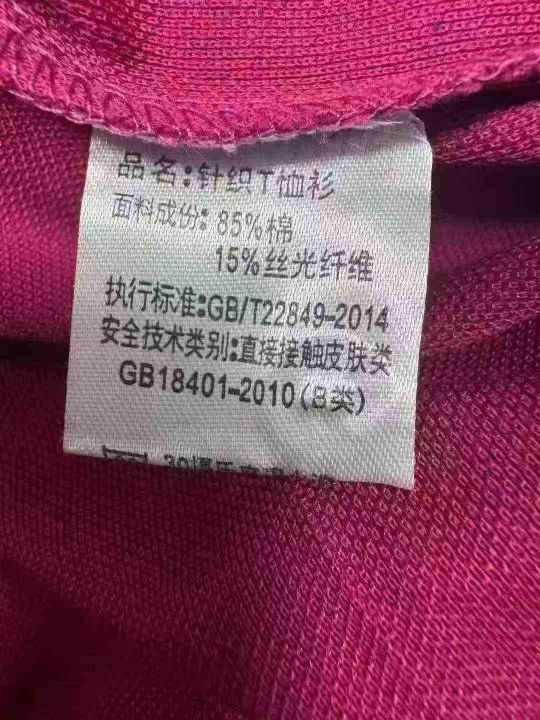 品名:针织T恤衫
面料成份:85%棉
15%丝光纤维
执行标准:GB/T22849-2014
安全技术类别:直接接触皮肤类
GB18401-2010(B类)